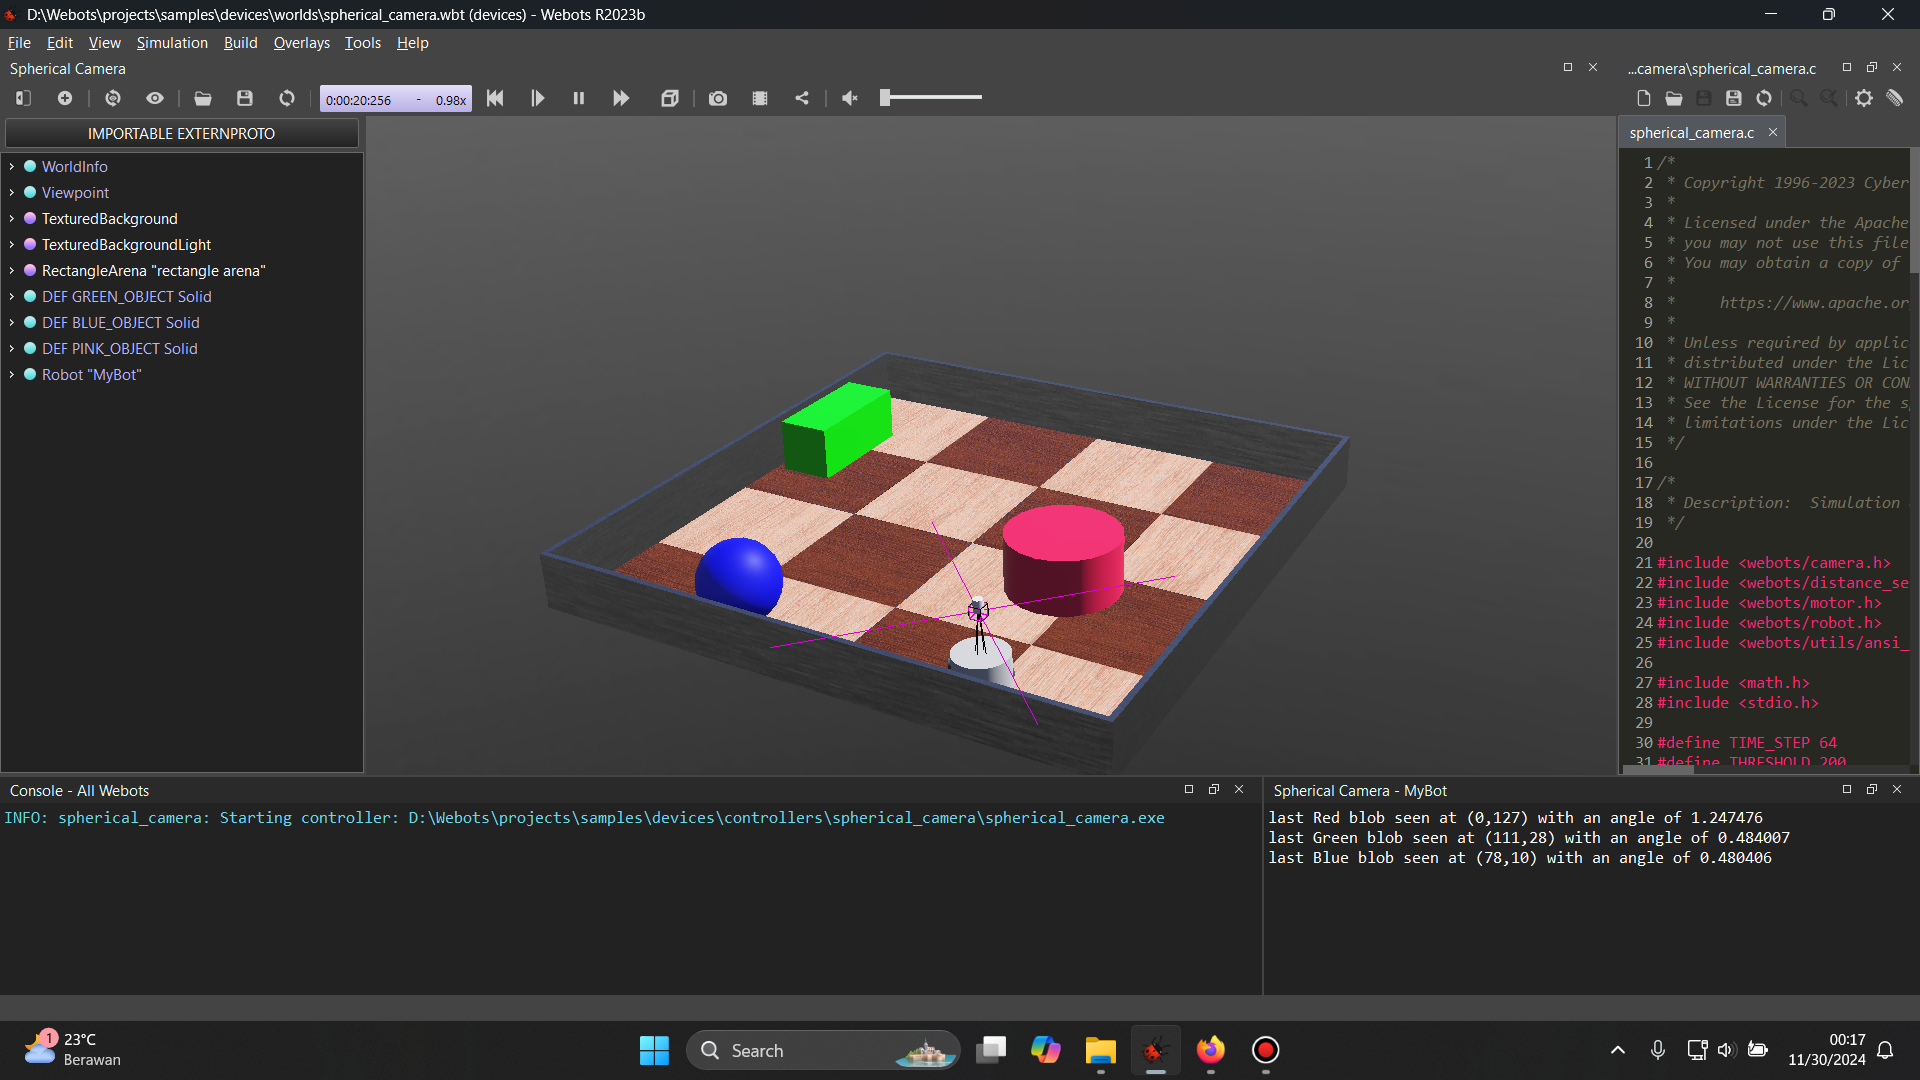 D:\Webots\projects\samples\devices\worlds\spherical_camera.wbt (devices) - Webots R2023b
File Edit View Simulation Build Overlays Tools Help
Spherical Camera
...camera\spherical_camera.c
0:00:20:256 - 0.98x
IMPORTABLE EXTERNPROTO
WorldInfo
Viewpoint
TexturedBackground
TexturedBackgroundLight
RectangleArena "rectangle arena"
DEF GREEN_OBJECT Solid
DEF BLUE_OBJECT Solid
DEF PINK_OBJECT Solid
Robot "MyBot"
spherical_camera.c
1 /*
2 * Copyright 1996-2023 Cyber
3 *
4 * Licensed under the Apache
5 * you may not use this file
6 * You may obtain a copy of
7 *
8 * https://www.apache.or
9 *
10 * Unless required by applic
11 * distributed under the Lic
12 * WITHOUT WARRANTIES OR CON
13 * See the License for the s
14 * limitations under the Lic
15 */
16
17 /*
18 * Description: Simulation
19 */
20
21 #include <webots/camera.h>
22 #include <webots/distance_se
23 #include <webots/motor.h>
24 #include <webots/robot.h>
25 #include <webots/utils/ansi_
26
27 #include <math.h>
28 #include <stdio.h>
29
30 #define TIME_STEP 64
31 #define THRESHOLD 200
Console - All Webots
INFO: spherical_camera: Starting controller: D:\Webots\projects\samples\devices\controllers\spherical_camera\spherical_camera.exe
Spherical Camera - MyBot
last Red blob seen at (0,127) with an angle of 1.247476
last Green blob seen at (111,28) with an angle of 0.484007
last Blue blob seen at (78,10) with an angle of 0.480406
1
23°C
Berawan
Search
00:17
11/30/2024